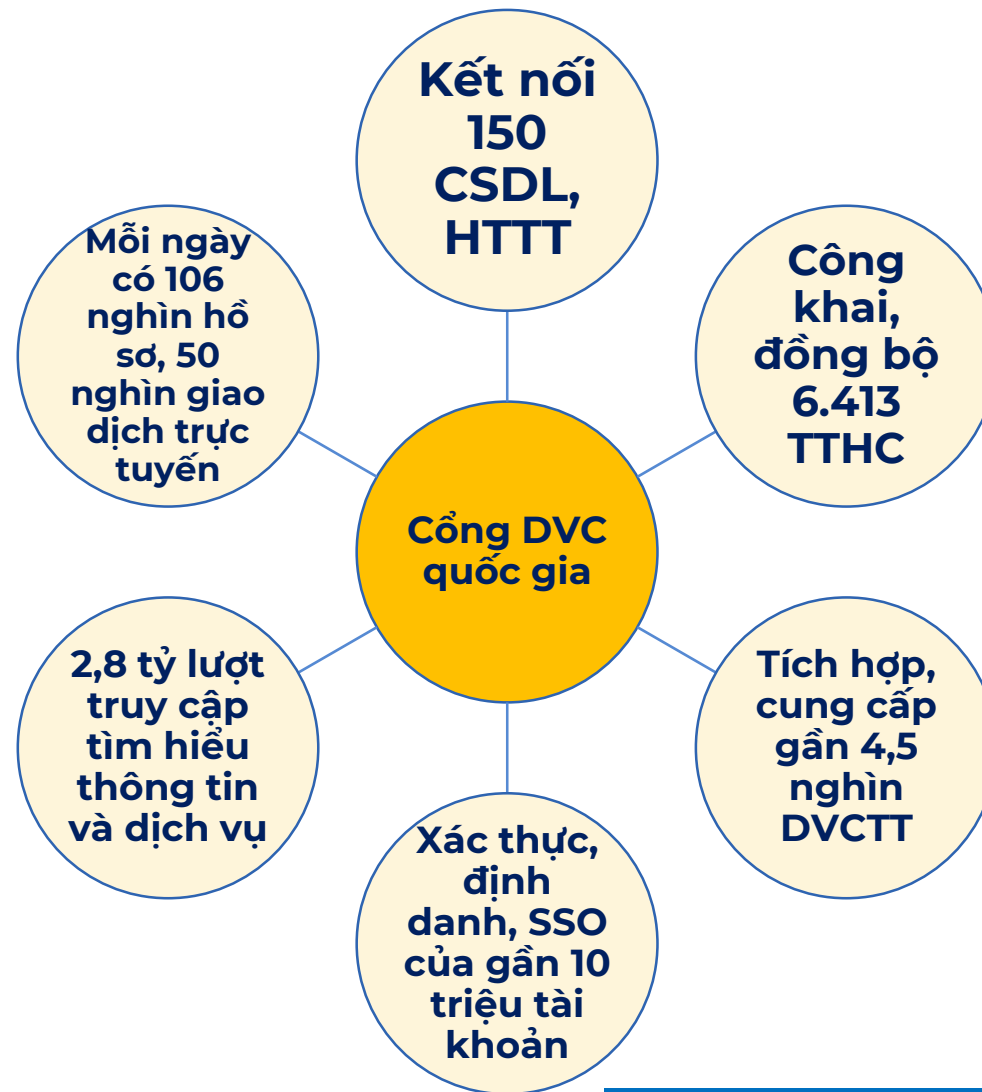 Kết nối
150
CSDL,
HTTT
Công
khai,
đồng bộ
6.413
TTHC
Tích hợp,
cung cấp
gần 4,5
nghìn
DVCTT
Xác thực,
định
danh, SSO
của gần 10
triệu tài
khoản
2,8 tỷ lượt
truy cập
tìm hiểu
thông tin
và dịch vụ
Mỗi ngày
có 106
nghìn hồ
sơ, 50
nghìn giao
dịch trực
tuyến
Cổng DVC
quốc gia